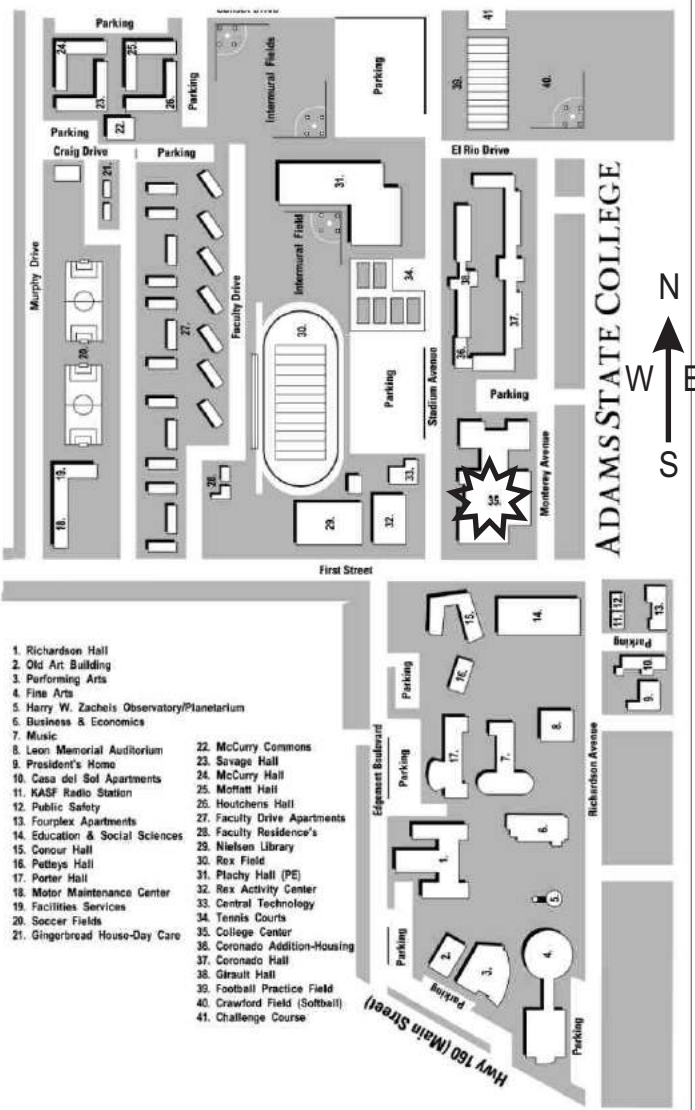 Parking
41
Intermural Fields
24.
25.
Parking
39.
40.
23.
26.
Parking
22.
Parking
Craig Drive
Parking
El Rio Drive
21.
31.
ADAMS STATE COLLEGE
N
W
E
S
Murphy Drive
Intermural Field
34.
38.
37.
Faculty Drive
27.
30.
20.
36.
Parking
Stadium Avenue
Parking
19.
18.
28.
33.
29.
32.
35.
Monterey Avenue
First Street
15.
14.
12.
11.
13.
Parking
16.
Parking
10.
9.
Edgemont Boulevard
Parking
17.
7.
8.
Richardson Avenue
1.
6.
5.
Parking
2.
3.
4.
Parking
Parking
Hwy 160 (Main Street)
1. Richardson Hall
2. Old Art Building
3. Performing Arts
4. Fine Arts
5. Harry W. Zacheis Observatory/Planetarium
6. Business & Economics
7. Music
8. Leon Memorial Auditorium
9. President's Home
10. Casa del Sol Apartments
11. KASF Radio Station
12. Public Safety
13. Fourplex Apartments
14. Education & Social Sciences
15. Conour Hall
16. Petteys Hall
17. Porter Hall
18. Motor Maintenance Center
19. Facilities Services
20. Soccer Fields
21. Gingerbread House-Day Care
22. McCurry Commons
23. Savage Hall
24. McCurry Hall
25. Moffatt Hall
26. Houtchens Hall
27. Faculty Drive Apartments
28. Faculty Residence's
29. Nielsen Library
30. Rex Field
31. Plachy Hall (PE)
32. Rex Activity Center
33. Central Technology
34. Tennis Courts
35. College Center
36. Coronado Addition-Housing
37. Coronado Hall
38. Girault Hall
39. Football Practice Field
40. Crawford Field (Softball)
41. Challenge Course